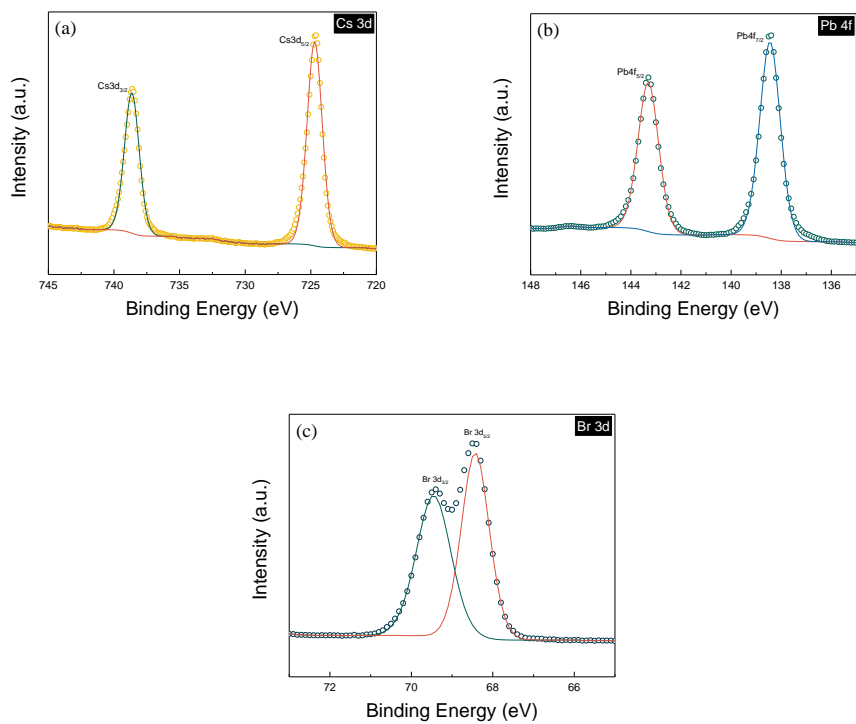 (a)
Cs 3d
Cs3d5/2
Cs3d3/2
Intensity (a.u.)
745 740 735 730 725 720
Binding Energy (eV)
(b)
Pb 4f
Pb4f7/2
Pb4f5/2
Intensity (a.u.)
148 146 144 142 140 138 136
Binding Energy (eV)
(c)
Br 3d
Br 3d5/2
Br 3d3/2
Intensity (a.u.)
72 70 68 66
Binding Energy (eV)